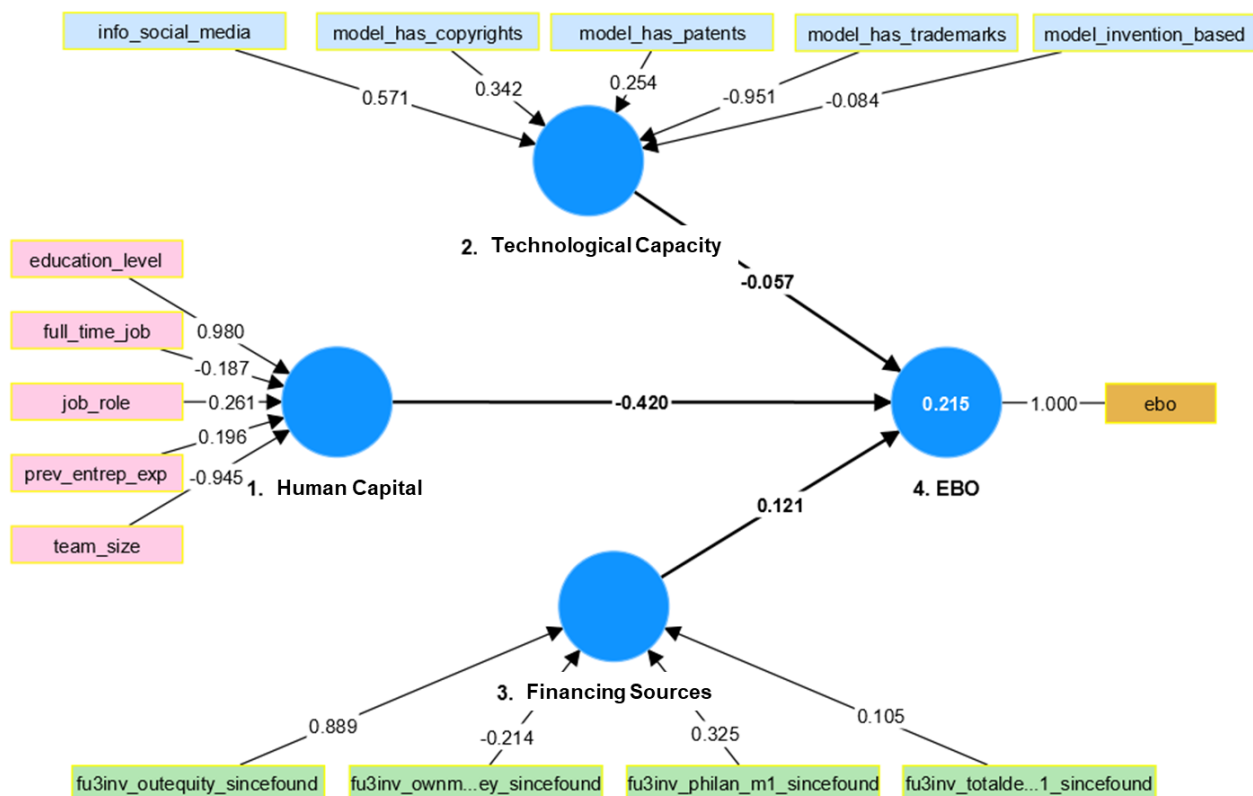 info_social_media
model_has_copyrights
model_has_patents
model_has_trademarks
model_invention_based
0.571
0.342
0.254
-0.951
-0.084
2. Technological Capacity
education_level
full_time_job
job_role
prev_entrep_exp
team_size
0.980
-0.187
0.261
0.196
-0.945
1. Human Capital
-0.057
-0.420
0.121
0.215
1.000
ebo
4. EBO
3. Financing Sources
0.889
-0.214
0.325
0.105
fu3inv_outequity_sincefound
fu3inv_ownm...ey_sincefound
fu3inv_philan_m1_sincefound
fu3inv_totalde...1_sincefound